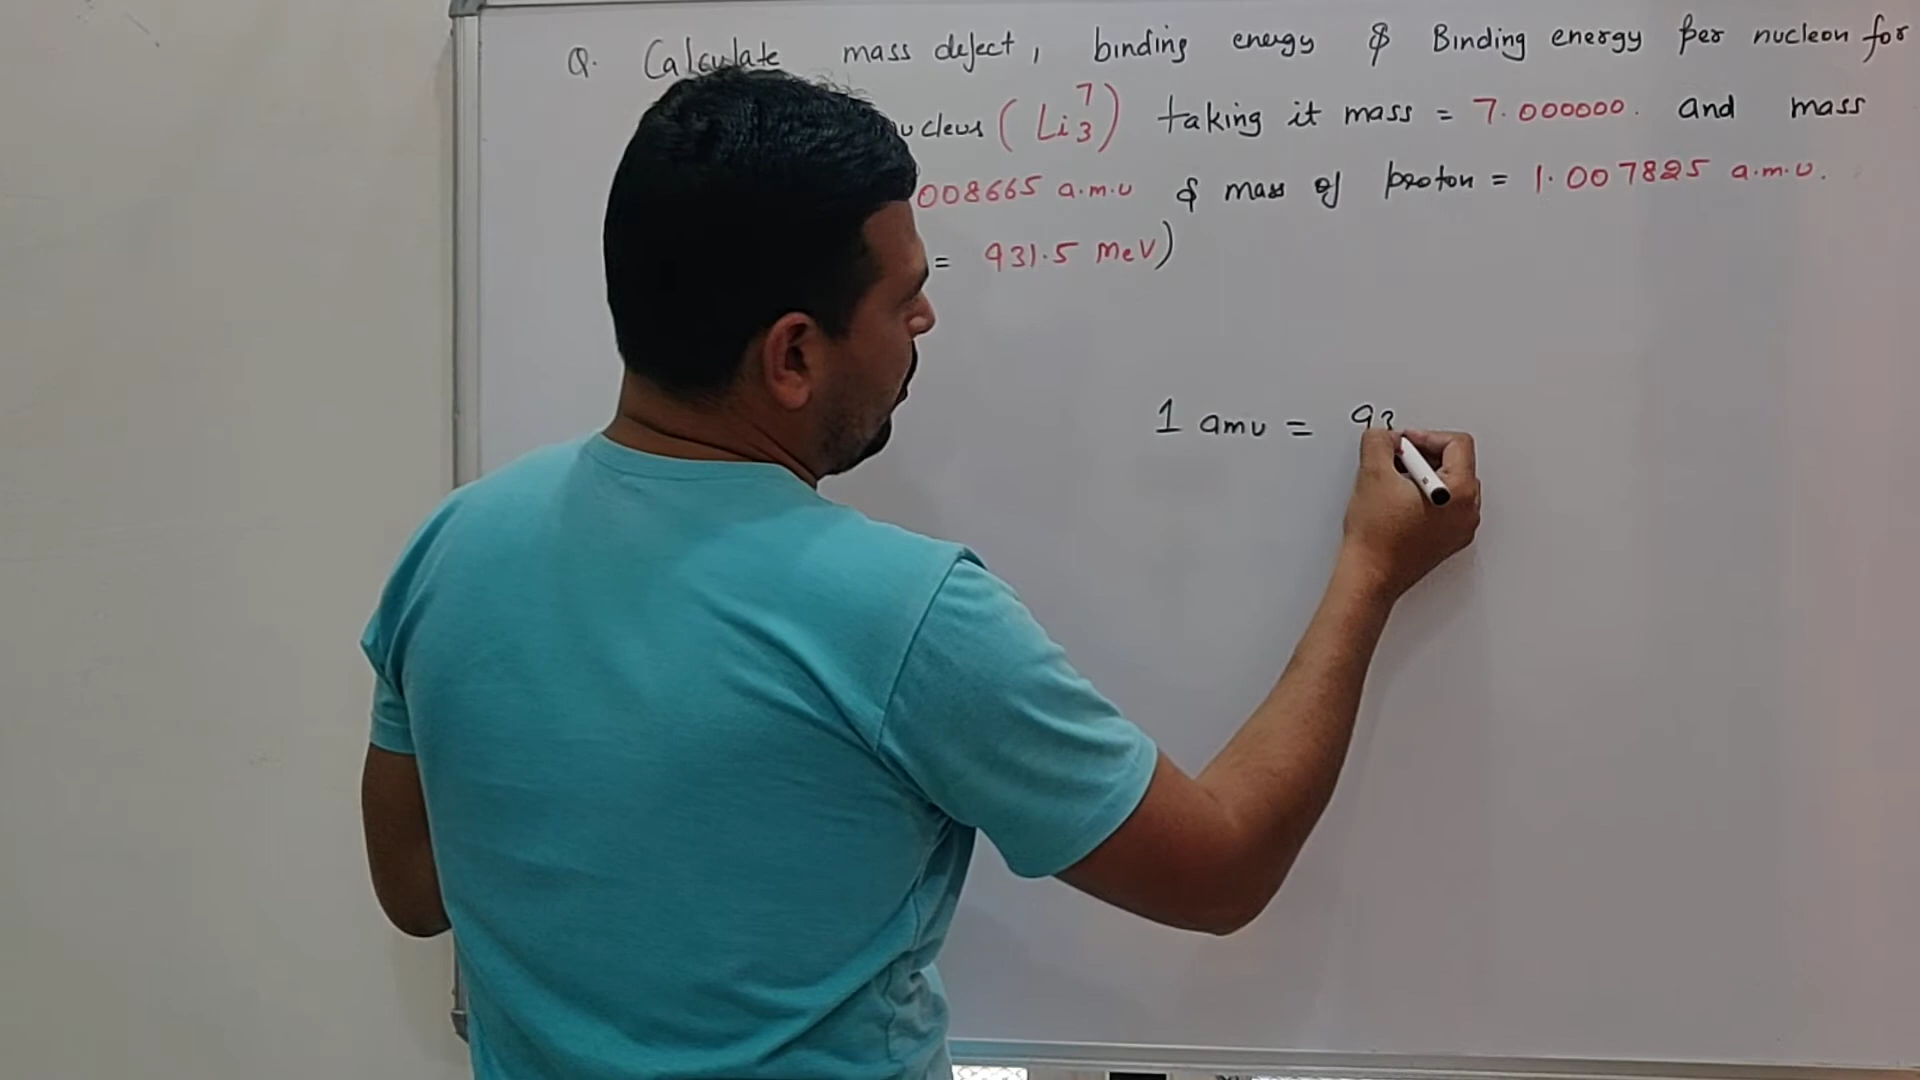 Q. Calculate mass defect, binding energy & Binding energy per nucleon for
ucleus ( Li 7 3 ) taking it mass = 7.000000. and mass
008665 a.m.u & mass of proton = 1.007825 a.m.u.
= 931.5 MeV)
1 amu = 93